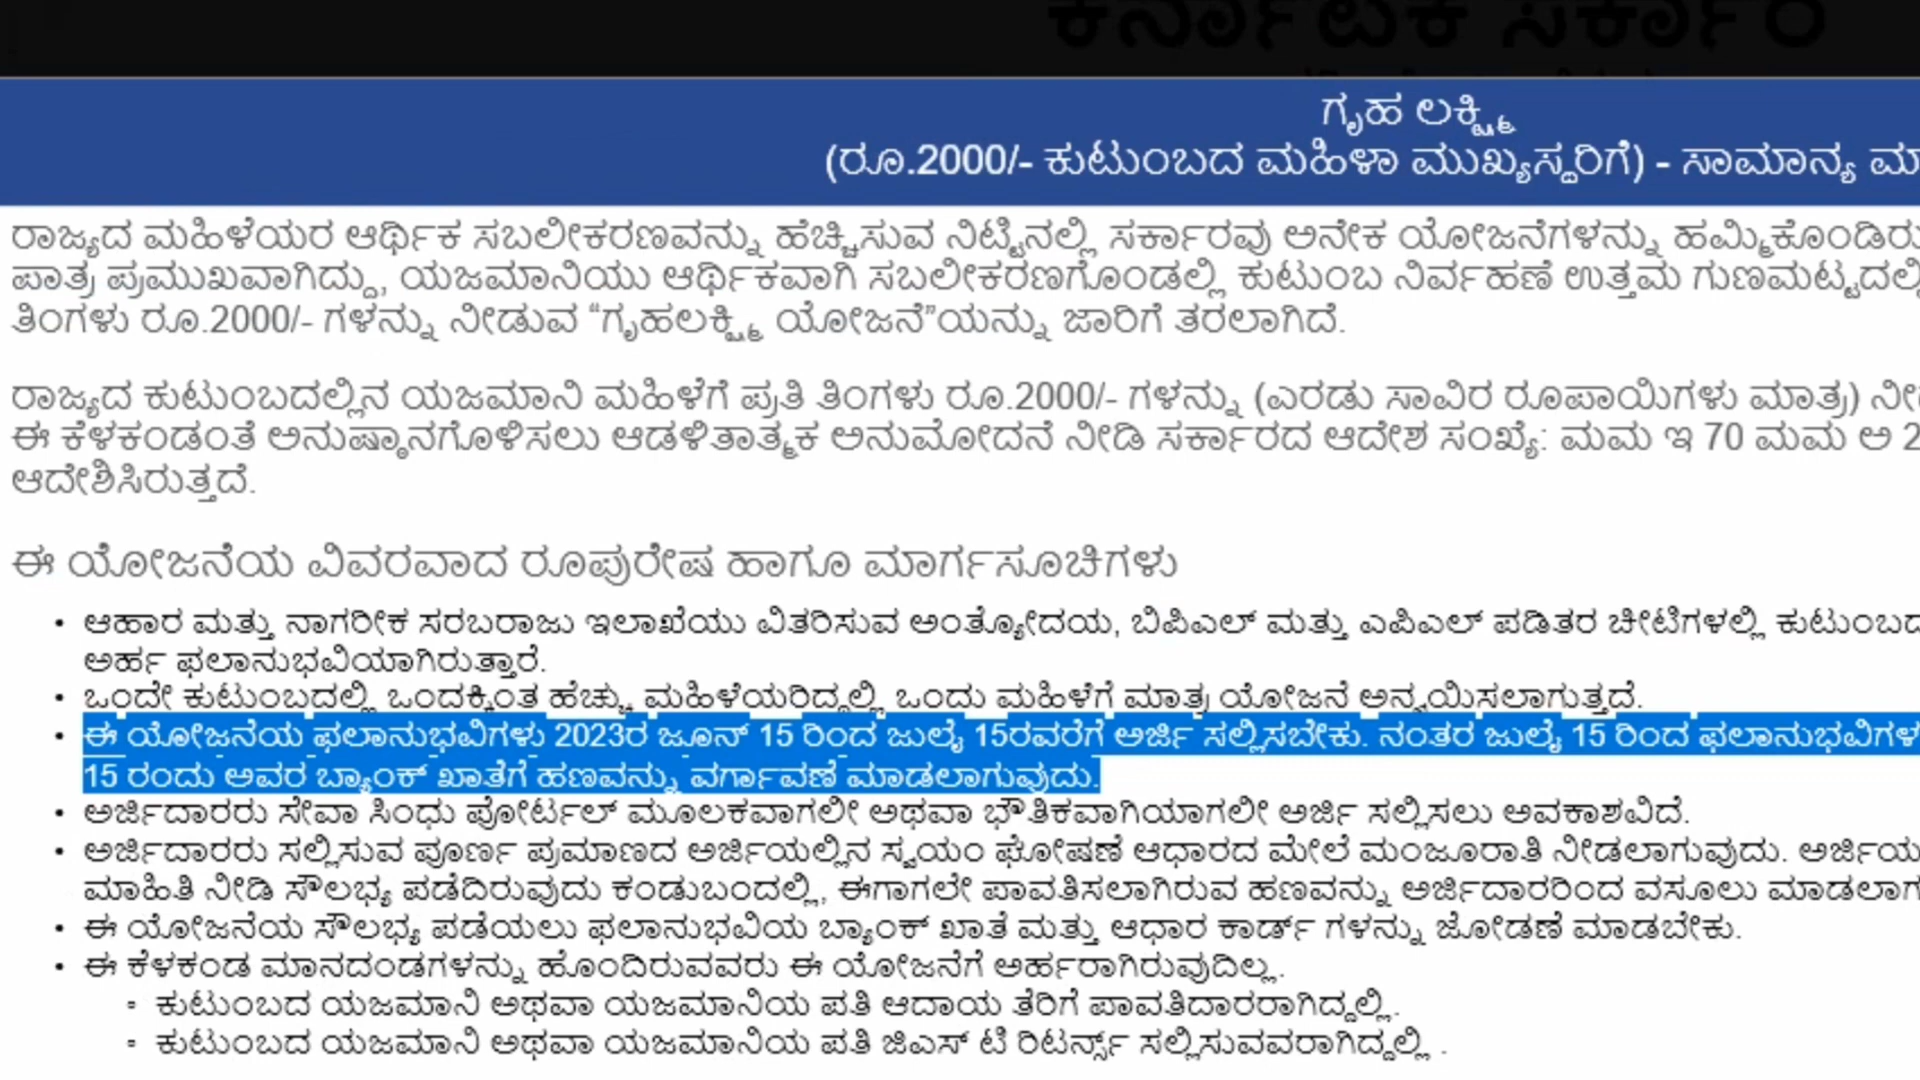 ಕರ್ನಾಟಕ ಸರ್ಕಾರ
ಗೃಹ ಲಕ್ಷ್ಮಿ
(ರೂ.2000/- ಕುಟುಂಬದ ಮಹಿಳಾ ಮುಖ್ಯಸ್ಥರಿಗೆ) - ಸಾಮಾನ್ಯ
ರಾಜ್ಯದ ಮಹಿಳೆಯರ ಆರ್ಥಿಕ ಸಬಲೀಕರಣವನ್ನು ಹೆಚ್ಚಿಸುವ ನಿಟ್ಟಿನಲ್ಲಿ ಸರ್ಕಾರವು ಅನೇಕ ಯೋಜನೆಗಳನ್ನು ಹಮ್ಮಿಕೊಂಡಿರು
ಪಾತ್ರ ಪ್ರಮುಖವಾಗಿದ್ದು, ಯಜಮಾನಿಯು ಆರ್ಥಿಕವಾಗಿ ಸಬಲೀಕರಣಗೊಂಡಲ್ಲಿ ಕುಟುಂಬ ನಿರ್ವಹಣೆ ಉತ್ತಮ ಗುಣಮಟ್ಟದಲ್ಲಿ
ತಿಂಗಳು ರೂ.2000/- ಗಳನ್ನು ನೀಡುವ “ಗೃಹಲಕ್ಷ್ಮಿ ಯೋಜನೆ”ಯನ್ನು ಜಾರಿಗೆ ತರಲಾಗಿದೆ.
ರಾಜ್ಯದ ಕುಟುಂಬದಲ್ಲಿನ ಯಜಮಾನಿ ಮಹಿಳೆಗೆ ಪ್ರತಿ ತಿಂಗಳು ರೂ.2000/- ಗಳನ್ನು (ಎರಡು ಸಾವಿರ ರೂಪಾಯಿಗಳು ಮಾತ್ರ)
ಈ ಕೆಳಕಂಡಂತೆ ಅನುಷ್ಠಾನಗೊಳಿಸಲು ಆಡಳಿತಾತ್ಮಕ ಅನುಮೋದನೆ ನೀಡಿ ಸರ್ಕಾರದ ಆದೇಶ ಸಂಖ್ಯೆ: ಮಮ ಇ 70 ಮಮ ಅ 2
ಆದೇಶಿಸಿರುತ್ತದೆ.
ಈ ಯೋಜನೆಯ ವಿವರವಾದ ರೂಪುರೇಷ ಹಾಗೂ ಮಾರ್ಗಸೂಚಿಗಳು
• ಆಹಾರ ಮತ್ತು ನಾಗರೀಕ ಸರಬರಾಜು ಇಲಾಖೆಯು ವಿತರಿಸುವ ಅಂತ್ಯೋದಯ, ಬಿಪಿಎಲ್ ಮತ್ತು ಎಪಿಎಲ್ ಪಡಿತರ ಚೀಟಿಗಳಲ್ಲಿ ಕುಟುಂಬದ
ಅರ್ಹ ಫಲಾನುಭವಿಯಾಗಿರುತ್ತಾರೆ.
• ಒಂದೇ ಕುಟುಂಬದಲ್ಲಿ ಒಂದಕ್ಕಿಂತ ಹೆಚ್ಚು ಮಹಿಳೆಯರಿದ್ದಲ್ಲಿ ಒಂದು ಮಹಿಳೆಗೆ ಮಾತ್ರ ಯೋಜನೆ ಅನ್ವಯಿಸಲಾಗುತ್ತದೆ.
• ಈ ಯೋಜನೆಯ ಫಲಾನುಭವಿಗಳು 2023ರ ಜೂನ್ 15 ರಿಂದ ಜುಲೈ 15ರವರೆಗೆ ಅರ್ಜಿ ಸಲ್ಲಿಸಬೇಕು. ನಂತರ ಜುಲೈ 15 ರಿಂದ ಫಲಾನುಭವಿಗಳ
15 ರಂದು ಅವರ ಬ್ಯಾಂಕ್ ಖಾತೆಗೆ ಹಣವನ್ನು ವರ್ಗಾವಣೆ ಮಾಡಲಾಗುವುದು.
• ಅರ್ಜಿದಾರರು ಸೇವಾ ಸಿಂಧು ಪೋರ್ಟಲ್ ಮೂಲಕವಾಗಲೀ ಅಥವಾ ಭೌತಿಕವಾಗಿಯಾಗಲೀ ಅರ್ಜಿ ಸಲ್ಲಿಸಲು ಅವಕಾಶವಿದೆ.
• ಅರ್ಜಿದಾರರು ಸಲ್ಲಿಸುವ ಪೂರ್ಣ ಪ್ರಮಾಣದ ಅರ್ಜಿಯಲ್ಲಿನ ಸ್ವಯಂ ಘೋಷಣೆ ಆಧಾರದ ಮೇಲೆ ಮಂಜೂರಾತಿ ನೀಡಲಾಗುವುದು. ಅರ್ಜಿಯ
ಮಾಹಿತಿ ನೀಡಿ ಸೌಲಭ್ಯ ಪಡೆದಿರುವುದು ಕಂಡುಬಂದಲ್ಲಿ, ಈಗಾಗಲೇ ಪಾವತಿಸಲಾಗಿರುವ ಹಣವನ್ನು ಅರ್ಜಿದಾರರಿಂದ ವಸೂಲು ಮಾಡಲಾಗ
• ಈ ಯೋಜನೆಯ ಸೌಲಭ್ಯ ಪಡೆಯಲು ಫಲಾನುಭವಿಯ ಬ್ಯಾಂಕ್ ಖಾತೆ ಮತ್ತು ಆಧಾರ ಕಾರ್ಡ್ ಗಳನ್ನು ಜೋಡಣೆ ಮಾಡಬೇಕು.
• ಈ ಕೆಳಕಂಡ ಮಾನದಂಡಗಳನ್ನು ಹೊಂದಿರುವವರು ಈ ಯೋಜನೆಗೆ ಅರ್ಹರಾಗಿರುವುದಿಲ್ಲ.
◦ ಕುಟುಂಬದ ಯಜಮಾನಿ ಅಥವಾ ಯಜಮಾನಿಯ ಪತಿ ಆದಾಯ ತೆರಿಗೆ ಪಾವತಿದಾರರಾಗಿದ್ದಲ್ಲಿ.
◦ ಕುಟುಂಬದ ಯಜಮಾನಿ ಅಥವಾ ಯಜಮಾನಿಯ ಪತಿ ಜಿಎಸ್ ಟಿ ರಿಟರ್ನ್ಸ್ ಸಲ್ಲಿಸುವವರಾಗಿದ್ದಲ್ಲಿ .